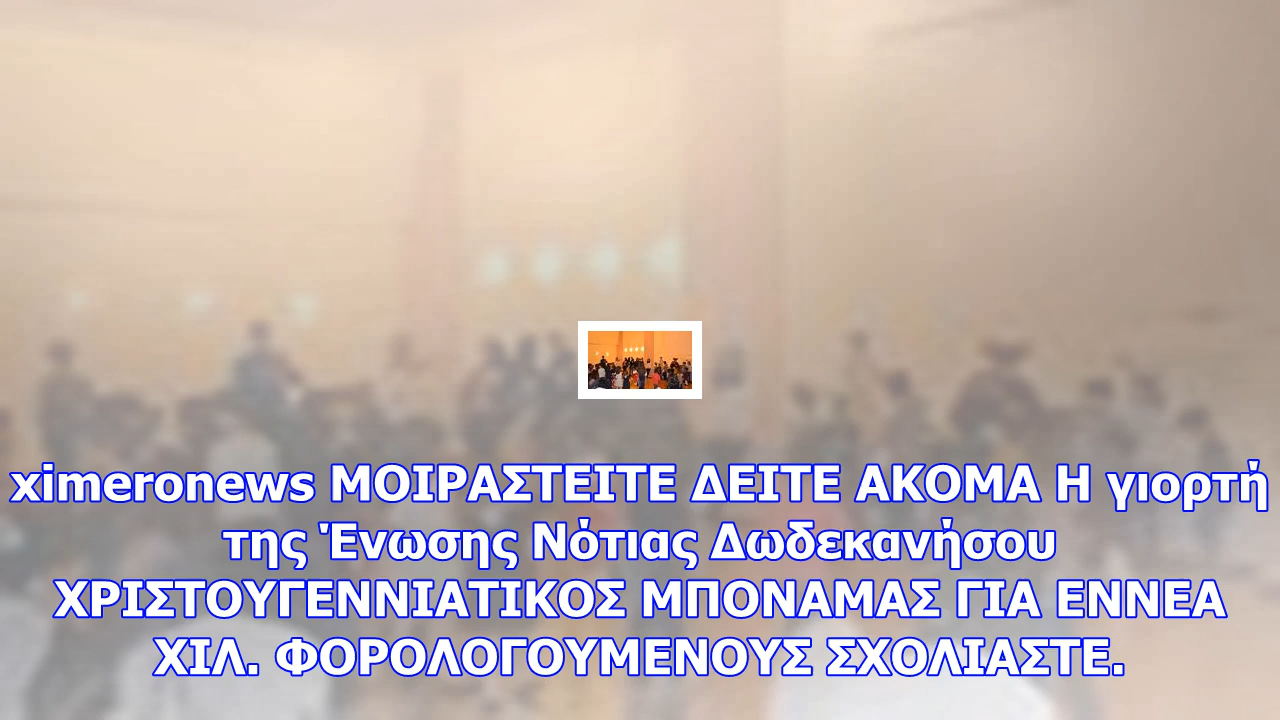 ximeronews ΜΟΙΡΑΣΤΕΙΤΕ ΔΕΙΤΕ ΑΚΟΜΑ Η γιορτή
της Ένωσης Νότιας Δωδεκανήσου
ΧΡΙΣΤΟΥΓΕΝΝΙΑΤΙΚΟΣ ΜΠΟΝΑΜΑΣ ΓΙΑ ΕΝΝΕΑ
ΧΙΛ. ΦΟΡΟΛΟΓΟΥΜΕΝΟΥΣ ΣΧΟΛΙΑΣΤΕ.